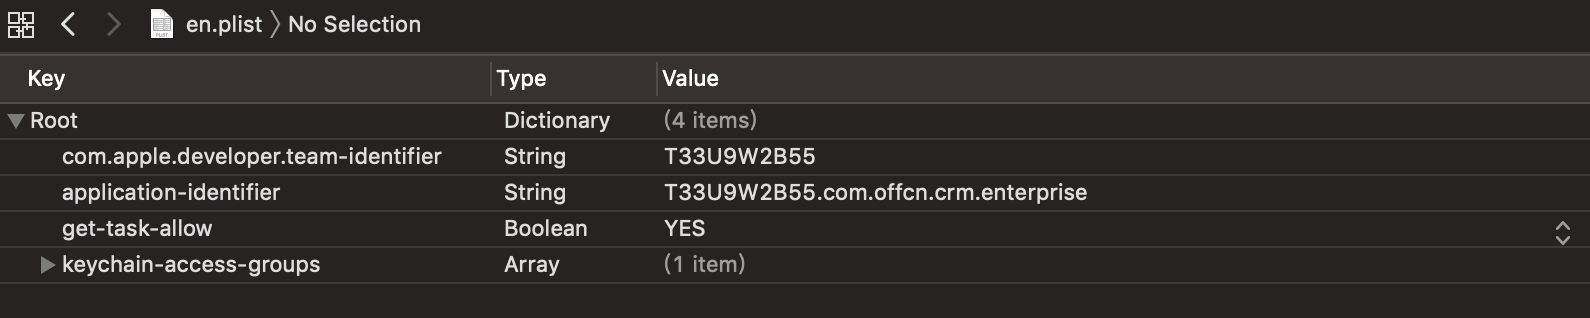 en.plist 〉 No Selection
Key Type Value
Root Dictionary (4 items)
com.apple.developer.team-identifier String T33U9W2B55
application-identifier String T33U9W2B55.com.offcn.crm.enterprise
get-task-allow Boolean YES
keychain-access-groups Array (1 item)